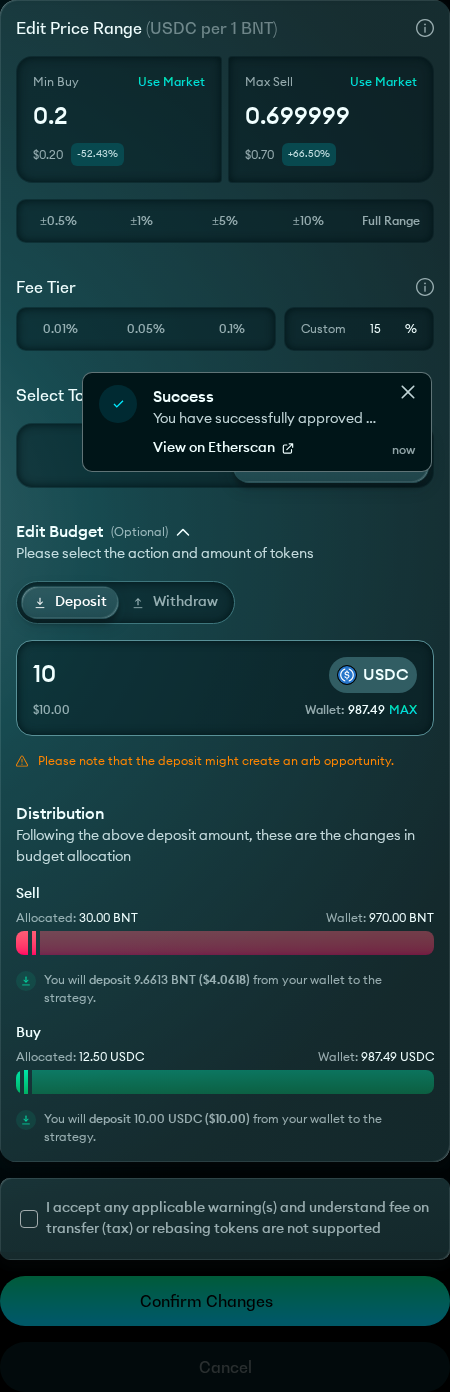 Edit Price Range (USDC per 1 BNT)
Min Buy Use Market
0.2
$0.20 -52.43%
Max Sell Use Market
0.699999
$0.70 +66.50%
±0.5% ±1% ±5% ±10% Full Range
Fee Tier
0.01% 0.05% 0.1% Custom 15 %
Select To
Success
You have successfully approved ...
View on Etherscan
now
Edit Budget (Optional)
Please select the action and amount of tokens
Deposit Withdraw
10 USDC
$10.00 Wallet: 987.49 MAX
Please note that the deposit might create an arb opportunity.
Distribution
Following the above deposit amount, these are the changes in
budget allocation
Sell
Allocated: 30.00 BNT Wallet: 970.00 BNT
You will deposit 9.6613 BNT ($4.0618) from your wallet to the
strategy.
Buy
Allocated: 12.50 USDC Wallet: 987.49 USDC
You will deposit 10.00 USDC ($10.00) from your wallet to the
strategy.
I accept any applicable warning(s) and understand fee on
transfer (tax) or rebasing tokens are not supported
Confirm Changes
Cancel